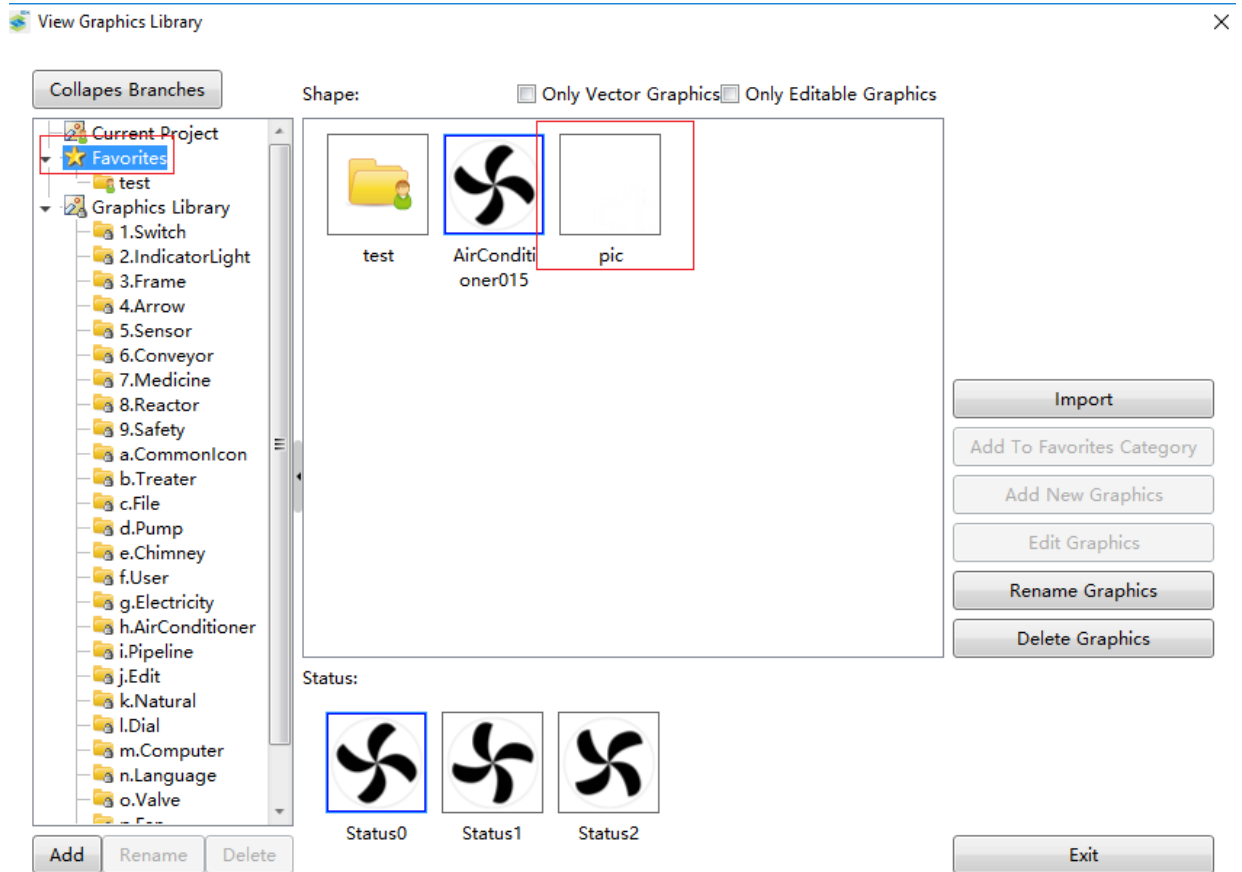 View Graphics Library
Collapes Branches
Shape:
Only Vector Graphics
Only Editable Graphics
Current Project
Favorites
test
Graphics Library
1.Switch
2.IndicatorLight
3.Frame
4.Arrow
5.Sensor
6.Conveyor
7.Medicine
8.Reactor
9.Safety
a.CommonIcon
b.Treater
c.File
d.Pump
e.Chimney
f.User
g.Electricity
h.AirConditioner
i.Pipeline
j.Edit
k.Natural
l.Dial
m.Computer
n.Language
o.Valve
Add
Rename
Delete
test
AirConditi
oner015
pic
Import
Add To Favorites Category
Add New Graphics
Edit Graphics
Rename Graphics
Delete Graphics
Status:
Status0
Status1
Status2
Exit